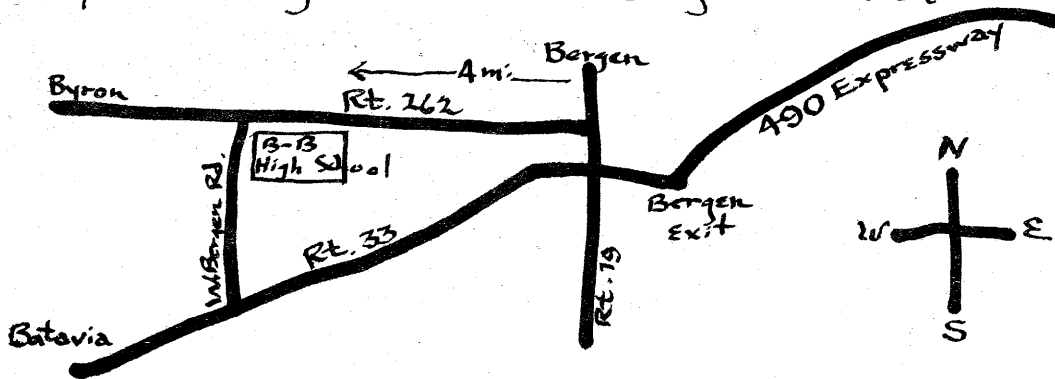 Bergen
4 mi.
Byron
Rt. 262
490 Expressway
B-B
High School
W. Bergen Rd.
Rt. 33
Bergen
Exit
Rt. 19
Batavia
N
W
E
S